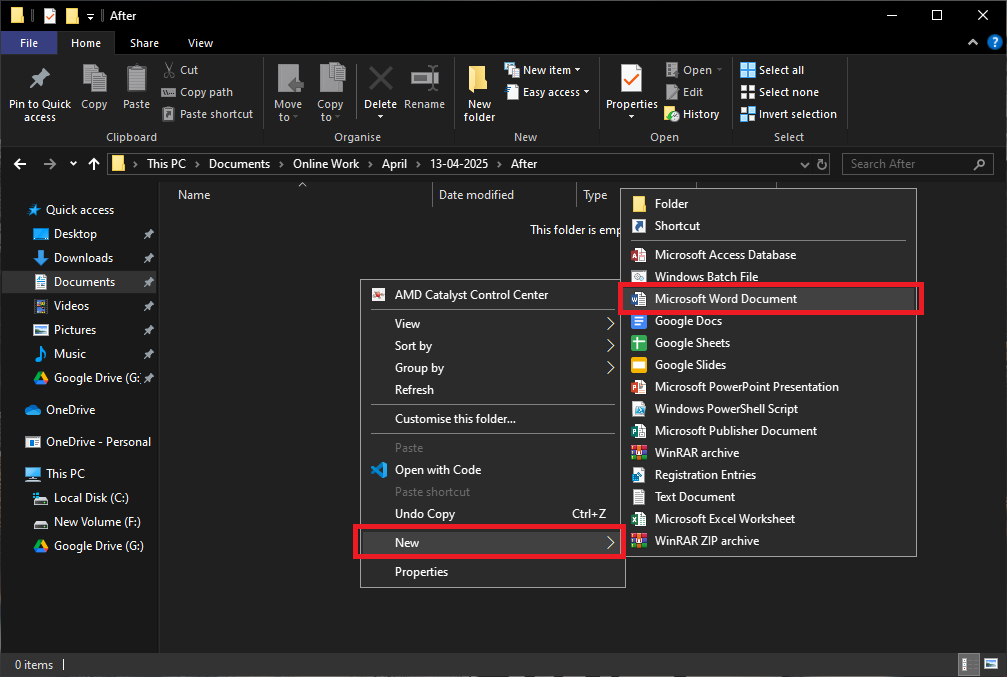 After
File Home Share View
Pin to Quick access
Copy
Paste
Cut
Copy path
Paste shortcut
Clipboard
Move to
Copy to
Delete
Rename
Organise
New folder
New item
Easy access
New
Properties
Open
Edit
History
Open
Select all
Select none
Invert selection
Select
This PC > Documents > Online Work > April > 13-04-2025 > After
Search After
Quick access
Desktop
Downloads
Documents
Videos
Pictures
Music
Google Drive (G:
OneDrive
OneDrive - Personal
This PC
Local Disk (C:)
New Volume (F:)
Google Drive (G:)
Name Date modified Type
This folder is emp
AMD Catalyst Control Center
View
Sort by
Group by
Refresh
Customise this folder...
Paste
Open with Code
Paste shortcut
Undo Copy Ctrl+Z
New
Properties
Folder
Shortcut
Microsoft Access Database
Windows Batch File
Microsoft Word Document
Google Docs
Google Sheets
Google Slides
Microsoft PowerPoint Presentation
Windows PowerShell Script
Microsoft Publisher Document
WinRAR archive
Registration Entries
Text Document
Microsoft Excel Worksheet
WinRAR ZIP archive
0 items